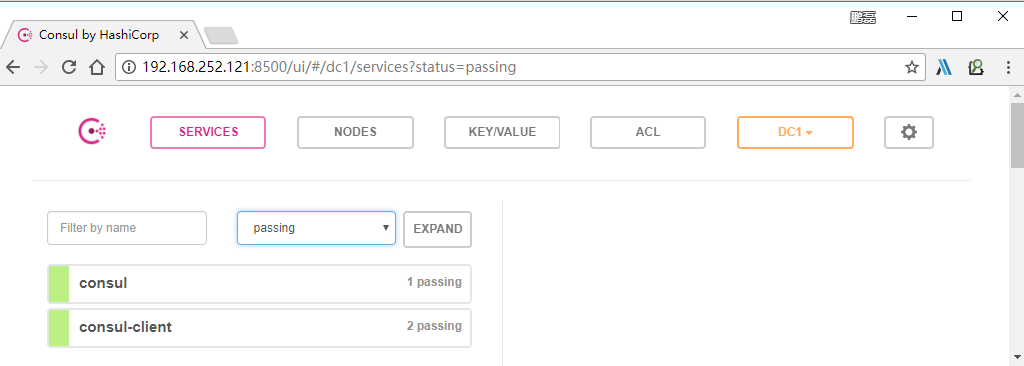 鹏磊
Consul by HashiCorp
192.168.252.121:8500/ui/#/dc1/services?status=passing
SERVICES NODES KEY/VALUE ACL DC1
Filter by name passing EXPAND
consul 1 passing
consul-client 2 passing